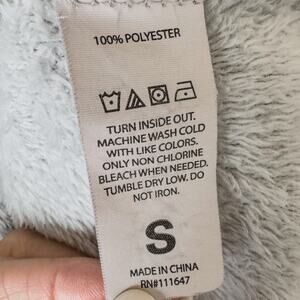 100% POLYESTER
TURN INSIDE OUT.
MACHINE WASH COLD
WITH LIKE COLORS.
ONLY NON CHLORINE
BLEACH WHEN NEEDED.
TUMBLE DRY LOW. DO
NOT IRON.
S
MADE IN CHINA
RN#111647